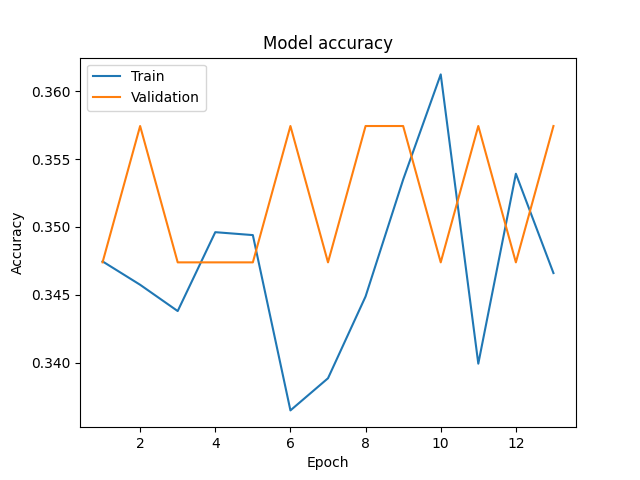 Model accuracy
Train
Validation
0.360
0.355
0.350
0.345
0.340
Accuracy
2 4 6 8 10 12
Epoch